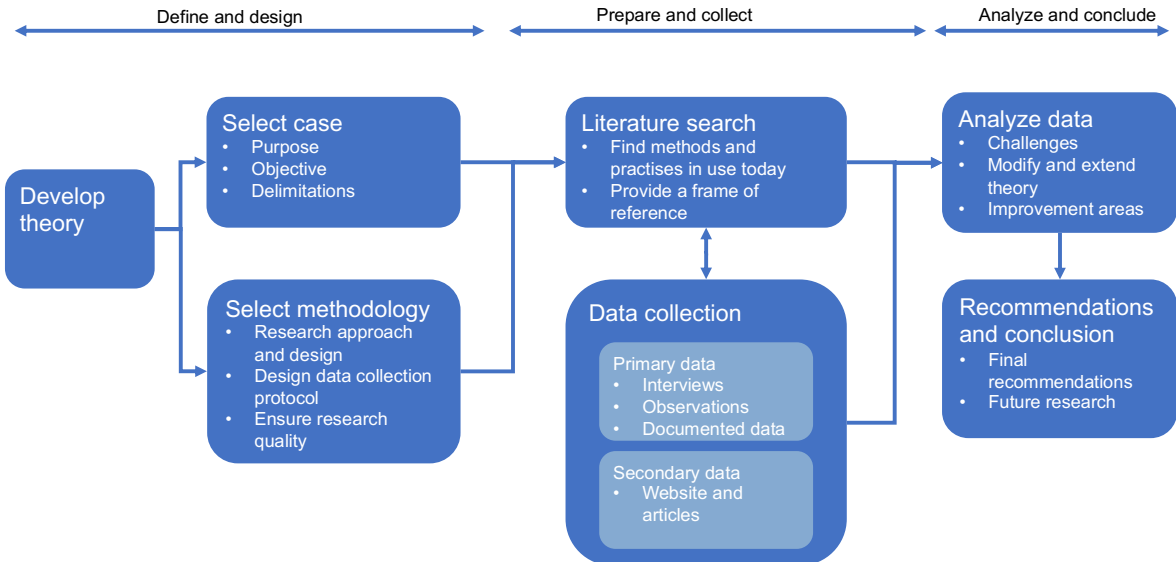 Define and design
Prepare and collect
Analyze and conclude
Develop
theory
Select case
• Purpose
• Objective
• Delimitations
Select methodology
• Research approach
and design
• Design data collection
protocol
• Ensure research
quality
Literature search
• Find methods and
practises in use today
• Provide a frame of
reference
Data collection
Primary data
• Interviews
• Observations
• Documented data
Secondary data
• Website and
articles
Analyze data
• Challenges
• Modify and extend
theory
• Improvement areas
Recommendations
and conclusion
• Final
recommendations
• Future research